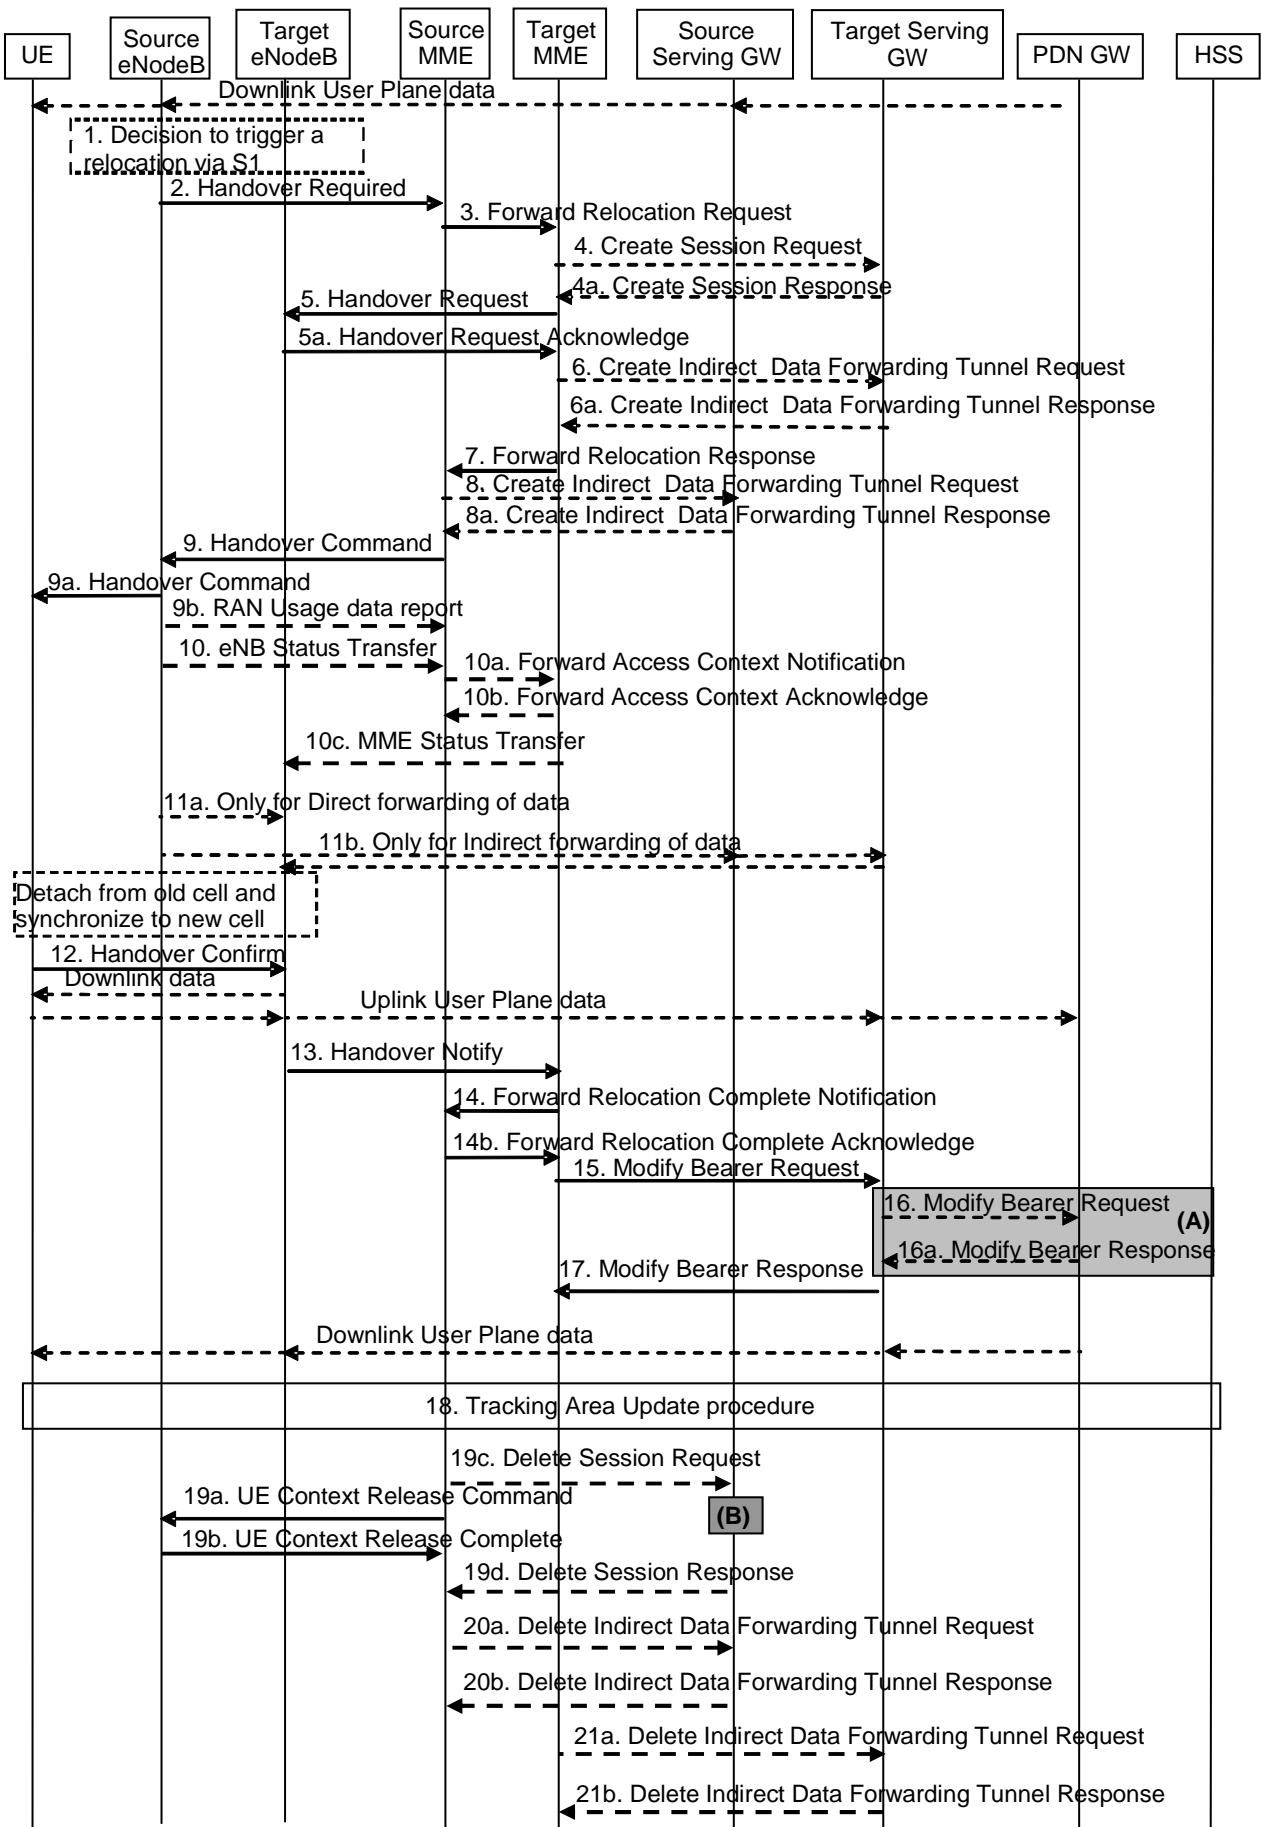 UE
Source
eNodeB
Target
eNodeB
Source
MME
Target
MME
Source
Serving GW
Target Serving
GW
PDN GW
HSS
Downlink User Plane data
1. Decision to trigger a
relocation via S1
2. Handover Required
3. Forward Relocation Request
4. Create Session Request
4a. Create Session Response
5. Handover Request
5a. Handover Request Acknowledge
6. Create Indirect Data Forwarding Tunnel Request
6a. Create Indirect Data Forwarding Tunnel Response
7. Forward Relocation Response
8. Create Indirect Data Forwarding Tunnel Request
8a. Create Indirect Data Forwarding Tunnel Response
9. Handover Command
9a. Handover Command
9b. RAN Usage data report
10. eNB Status Transfer
10a. Forward Access Context Notification
10b. Forward Access Context Acknowledge
10c. MME Status Transfer
11a. Only for Direct forwarding of data
11b. Only for Indirect forwarding of data
Detach from old cell and
synchronize to new cell
12. Handover Confirm
Downlink data
Uplink User Plane data
13. Handover Notify
14. Forward Relocation Complete Notification
14b. Forward Relocation Complete Acknowledge
15. Modify Bearer Request
16. Modify Bearer Request
(A)
16a. Modify Bearer Response
17. Modify Bearer Response
Downlink User Plane data
18. Tracking Area Update procedure
19c. Delete Session Request
19a. UE Context Release Command
(B)
19b. UE Context Release Complete
19d. Delete Session Response
20a. Delete Indirect Data Forwarding Tunnel Request
20b. Delete Indirect Data Forwarding Tunnel Response
21a. Delete Indirect Data Forwarding Tunnel Request
21b. Delete Indirect Data Forwarding Tunnel Response